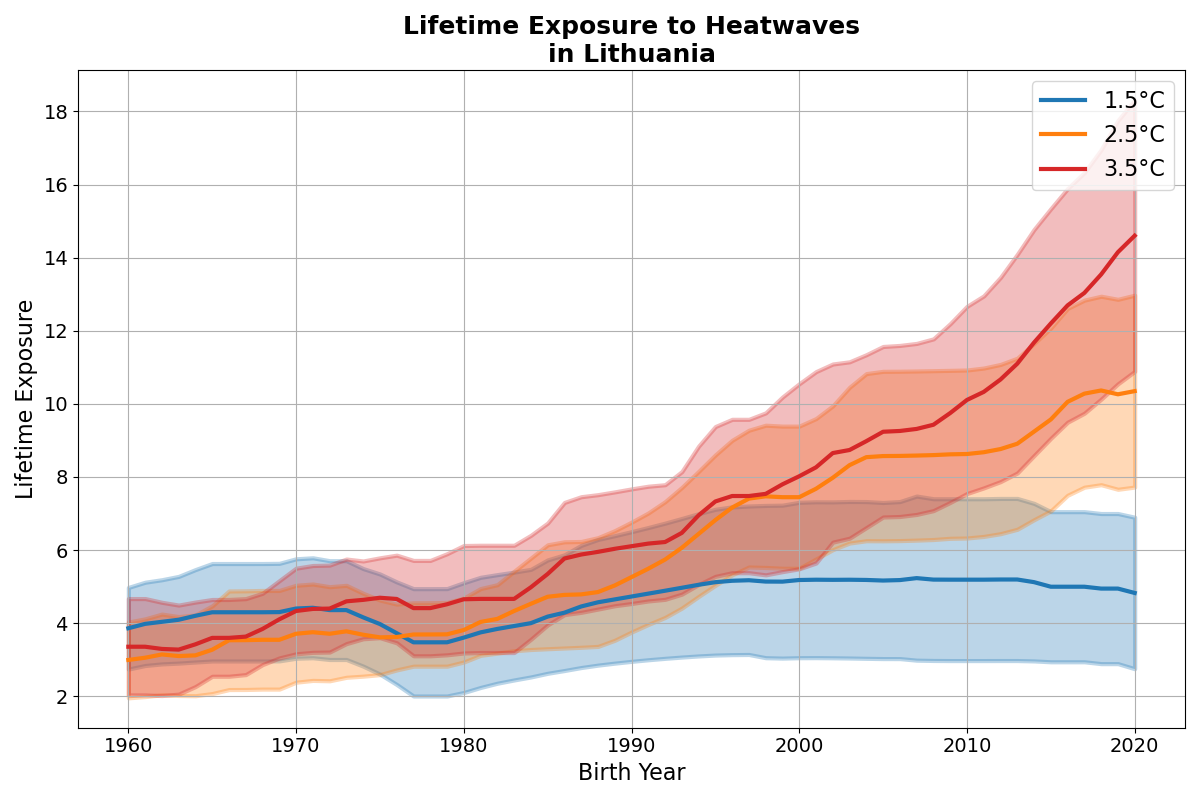 Lifetime Exposure to Heatwaves
in Lithuania
1.5°C
2.5°C
3.5°C
Lifetime Exposure
18
16
14
12
10
8
6
4
2
1960
1970
1980
1990
2000
2010
2020
Birth Year